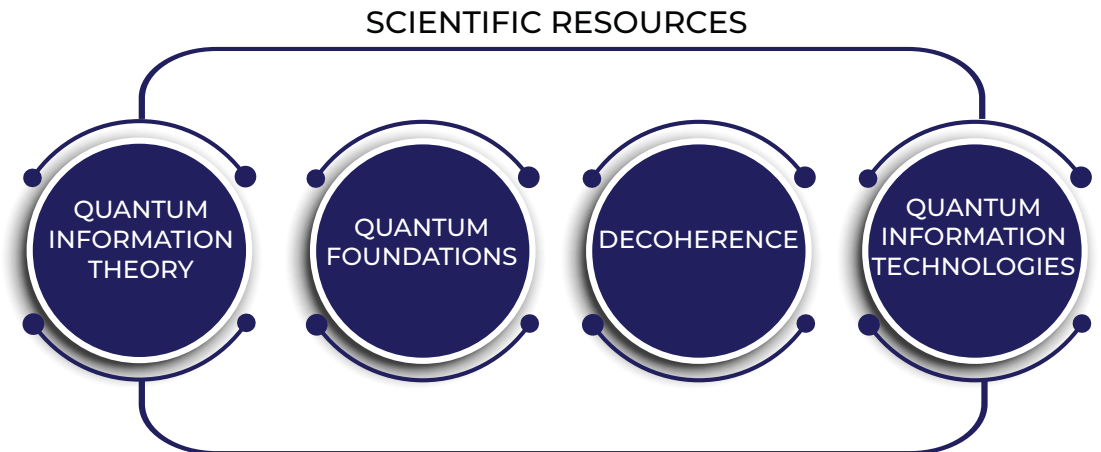 SCIENTIFIC RESOURCES
QUANTUM
INFORMATION
THEORY
QUANTUM
FOUNDATIONS
DECOHERENCE
QUANTUM
INFORMATION
TECHNOLOGIES